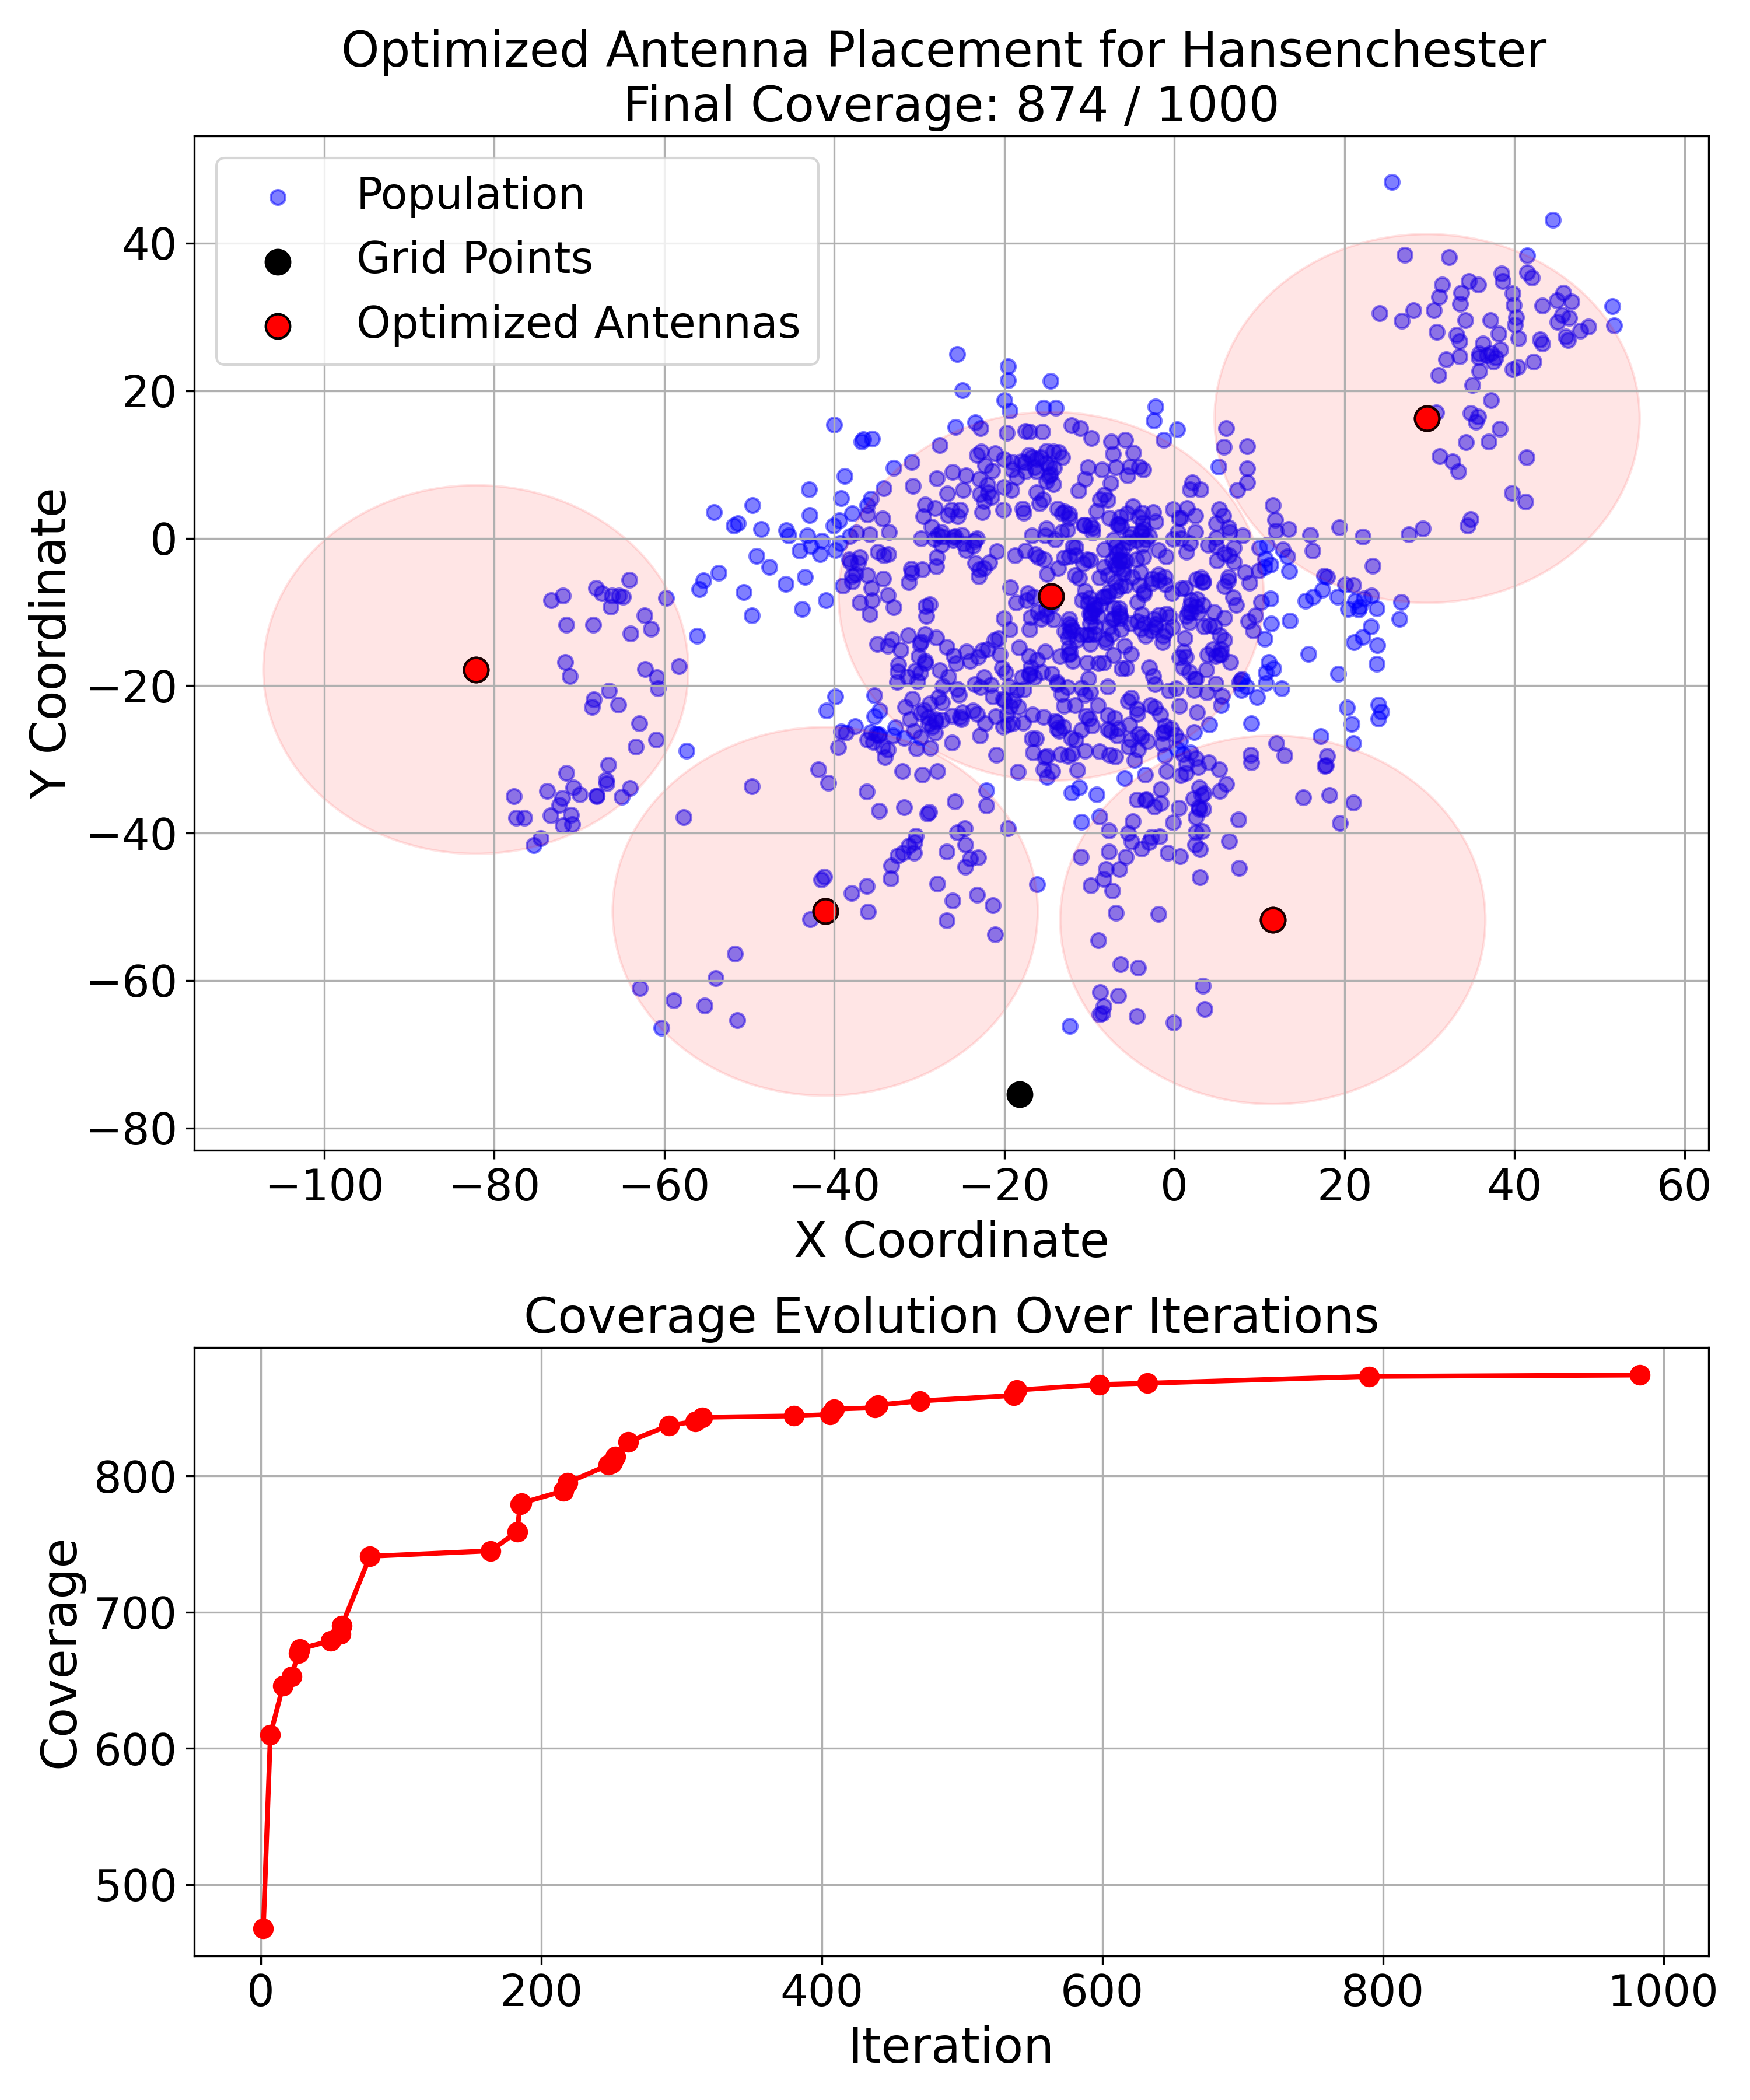 Optimized Antenna Placement for Hansenchester
Final Coverage: 874 / 1000
Population
Grid Points
Optimized Antennas
40
20
0
−20
−40
−60
−80
Y Coordinate
−100 −80 −60 −40 −20 0 20 40 60
X Coordinate
Coverage Evolution Over Iterations
800
700
600
500
Coverage
0 200 400 600 800 1000
Iteration